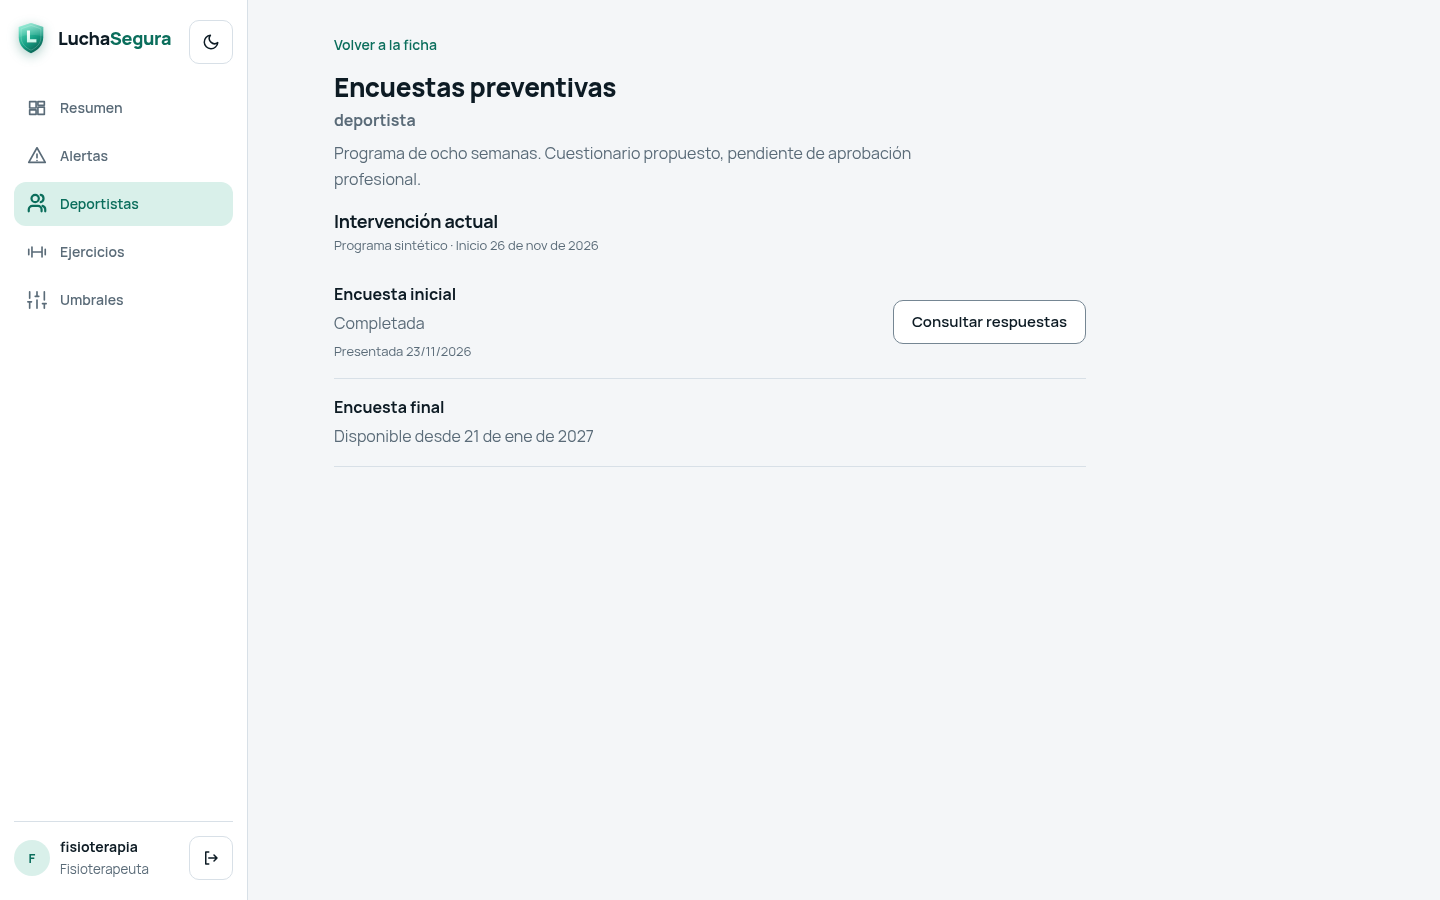 LuchaSegura
Resumen
Alertas
Deportistas
Ejercicios
Umbrales
F
fisioterapia
Fisioterapeuta
Volver a la ficha
Encuestas preventivas
deportista
Programa de ocho semanas. Cuestionario propuesto, pendiente de aprobación
profesional.
Intervención actual
Programa sintético · Inicio 26 de nov de 2026
Encuesta inicial
Completada
Presentada 23/11/2026
Consultar respuestas
Encuesta final
Disponible desde 21 de ene de 2027